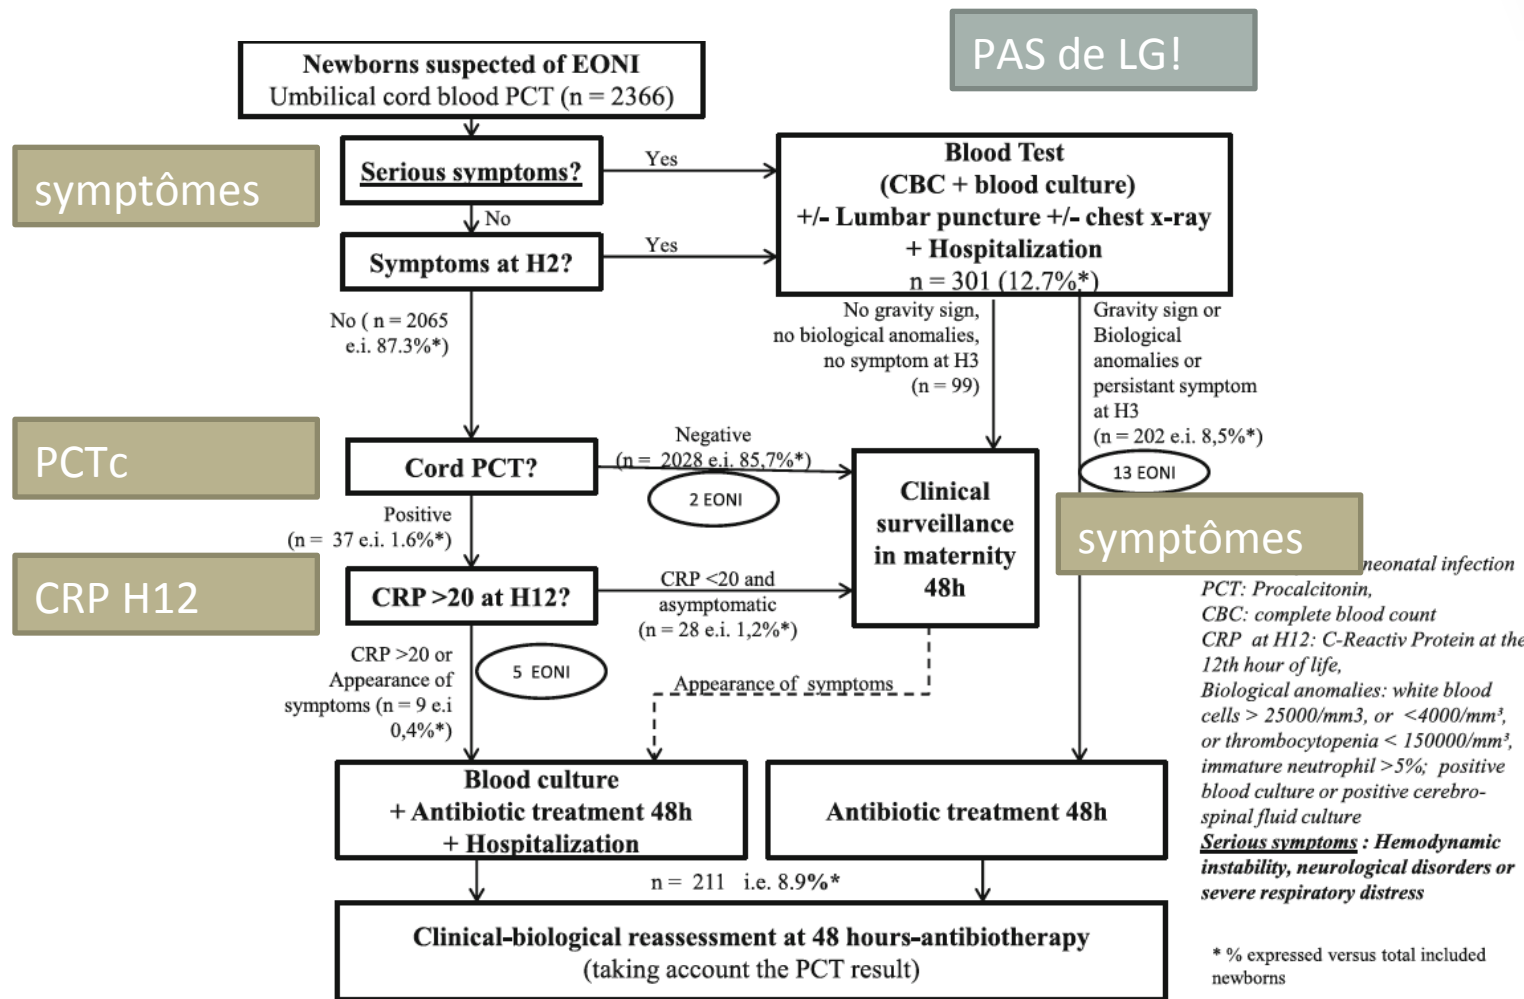 PAS de LG!
Newborns suspected of EONI
Umbilical cord blood PCT (n = 2366)
symptômes
Serious symptoms?
Yes
Blood Test
(CBC + blood culture)
+/- Lumbar puncture +/- chest x-ray
+ Hospitalization
n = 301 (12.7%*)
No
Symptoms at H2?
Yes
No ( n = 2065
e.i. 87.3%*)
No gravity sign,
no biological anomalies,
no symptom at H3
(n = 99)
Gravity sign or
Biological
anomalies or
persistant symptom
at H3
(n = 202 e.i. 8,5%*)
13 EONI
PCTc
Cord PCT?
Negative
(n = 2028 e.i. 85,7%*)
2 EONI
Clinical
surveillance
in maternity
48h
symptômes
Positive
(n = 37 e.i. 1.6%*)
CRP H12
CRP >20 at H12?
CRP <20 and
asymptomatic
(n = 28 e.i. 1,2%*)
CRP >20 or
Appearance of
symptoms (n = 9 e.i
0,4%*)
5 EONI
Appearance of symptoms
Blood culture
+ Antibiotic treatment 48h
+ Hospitalization
Antibiotic treatment 48h
n = 211 i.e. 8.9%*
Clinical-biological reassessment at 48 hours-antibiotherapy
(taking account the PCT result)
neonatal infection
PCT: Procalcitonin,
CBC: complete blood count
CRP at H12: C-Reactiv Protein at the
12th hour of life,
Biological anomalies: white blood
cells > 25000/mm3, or <4000/mm³,
or thrombocytopenia < 150000/mm³,
immature neutrophil >5%; positive
blood culture or positive cerebro-
spinal fluid culture
Serious symptoms : Hemodynamic
instability, neurological disorders or
severe respiratory distress
* % expressed versus total included
newborns